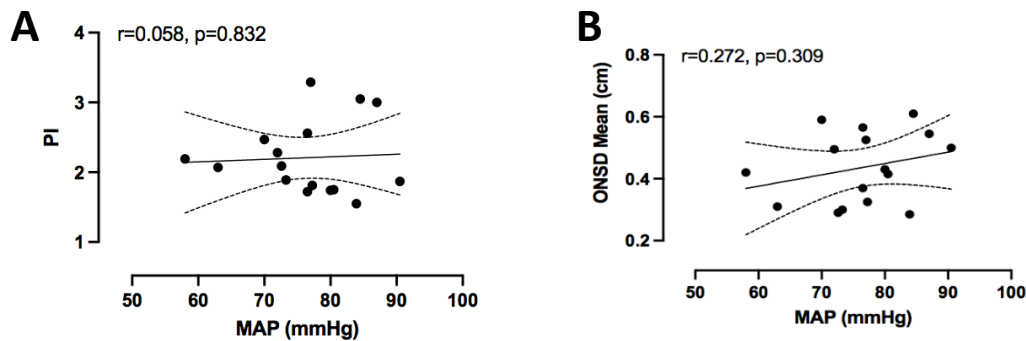 A
r=0.058, p=0.832
PI
4
3
2
1
50 60 70 80 90 100
MAP (mmHg)
B
r=0.272, p=0.309
ONSD Mean (cm)
0.8
0.6
0.4
0.2
50 60 70 80 90 100
MAP (mmHg)